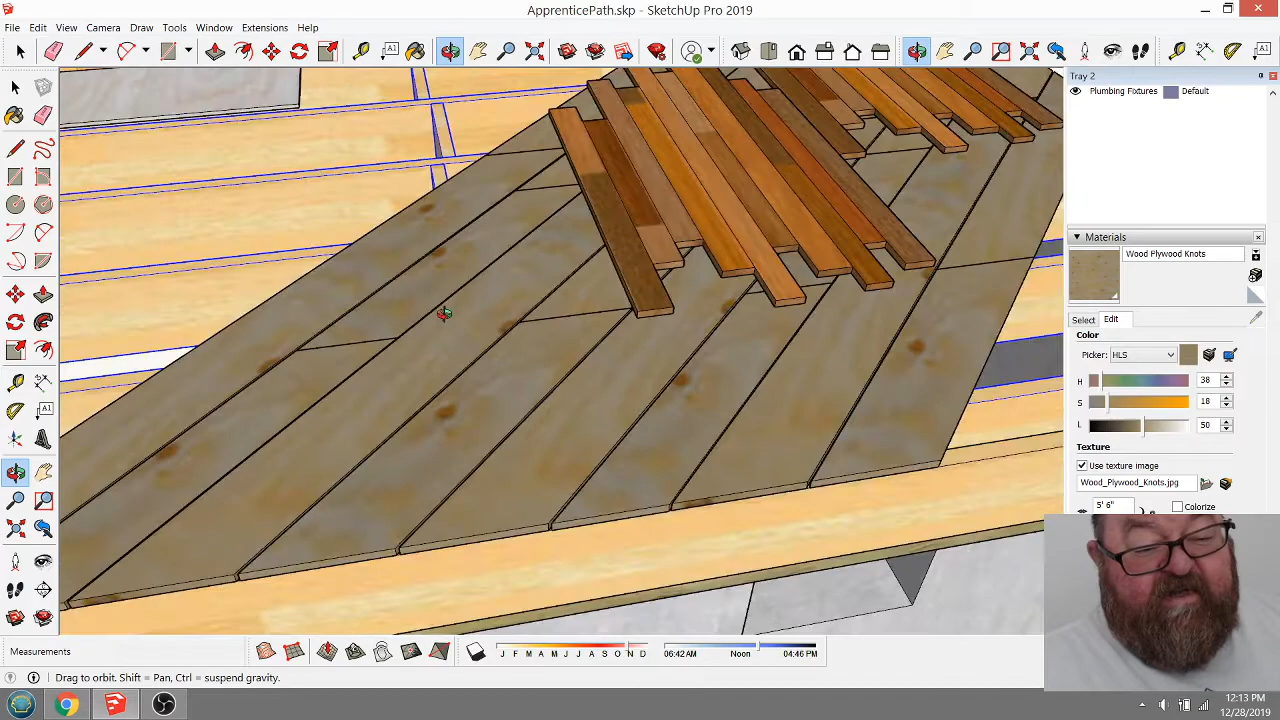 ApprenticePath.skp - SketchUp Pro 2019
File Edit View Camera Draw Tools Window Extensions Help
A1
A1
Tray 2
Plumbing Fixtures Default
Materials
Wood Plywood Knots
Select Edit
Color
Picker: HLS
H 38
S 18
L 50
Texture
Use texture image
Wood_Plywood_Knots.jpg
5' 6"
Colorize
A1
Measurements
J F M A M J J A S O N D
06:42 AM Noon 04:46 PM
Drag to orbit. Shift = Pan, Ctrl = suspend gravity.
12:13 PM
12/28/2019